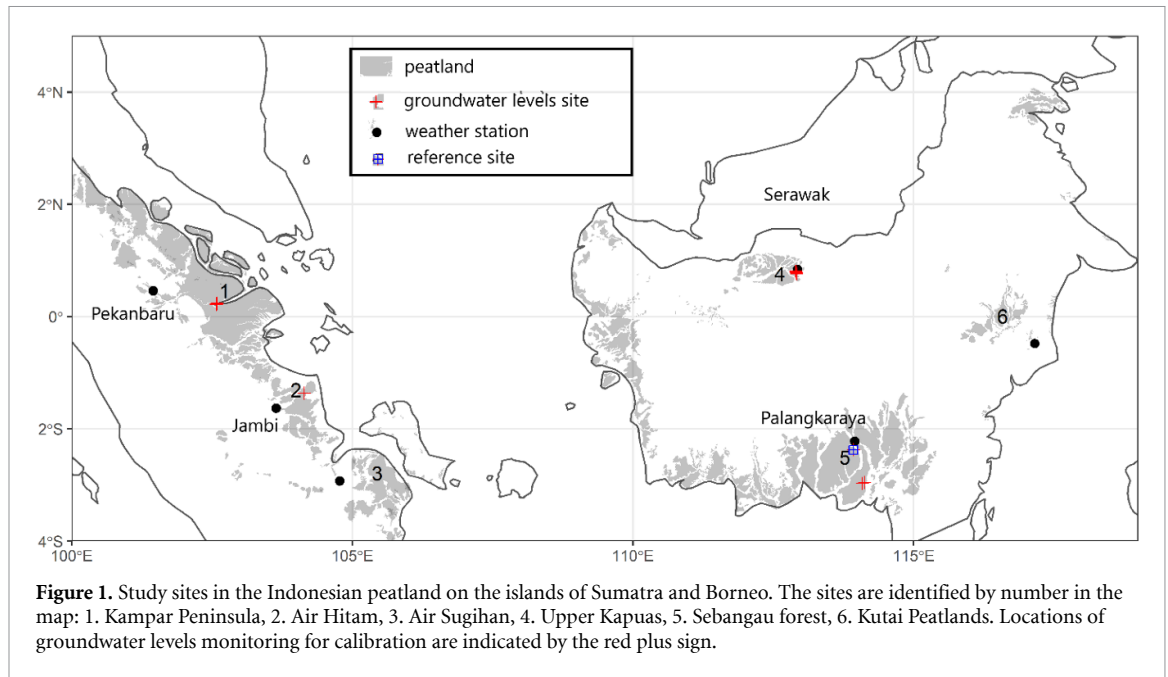 peatland
groundwater levels site
weather station
reference site
4°N
2°N
0°
2°S
4°S
100°E
105°E
110°E
115°E
Serawak
1
Pekanbaru
4
6
2
Jambi
Palangkaraya
5
3
Figure 1. Study sites in the Indonesian peatland on the islands of Sumatra and Borneo. The sites are identified by number in the
map: 1. Kampar Peninsula, 2. Air Hitam, 3. Air Sugihan, 4. Upper Kapuas, 5. Sebangau forest, 6. Kutai Peatlands. Locations of
groundwater levels monitoring for calibration are indicated by the red plus sign.